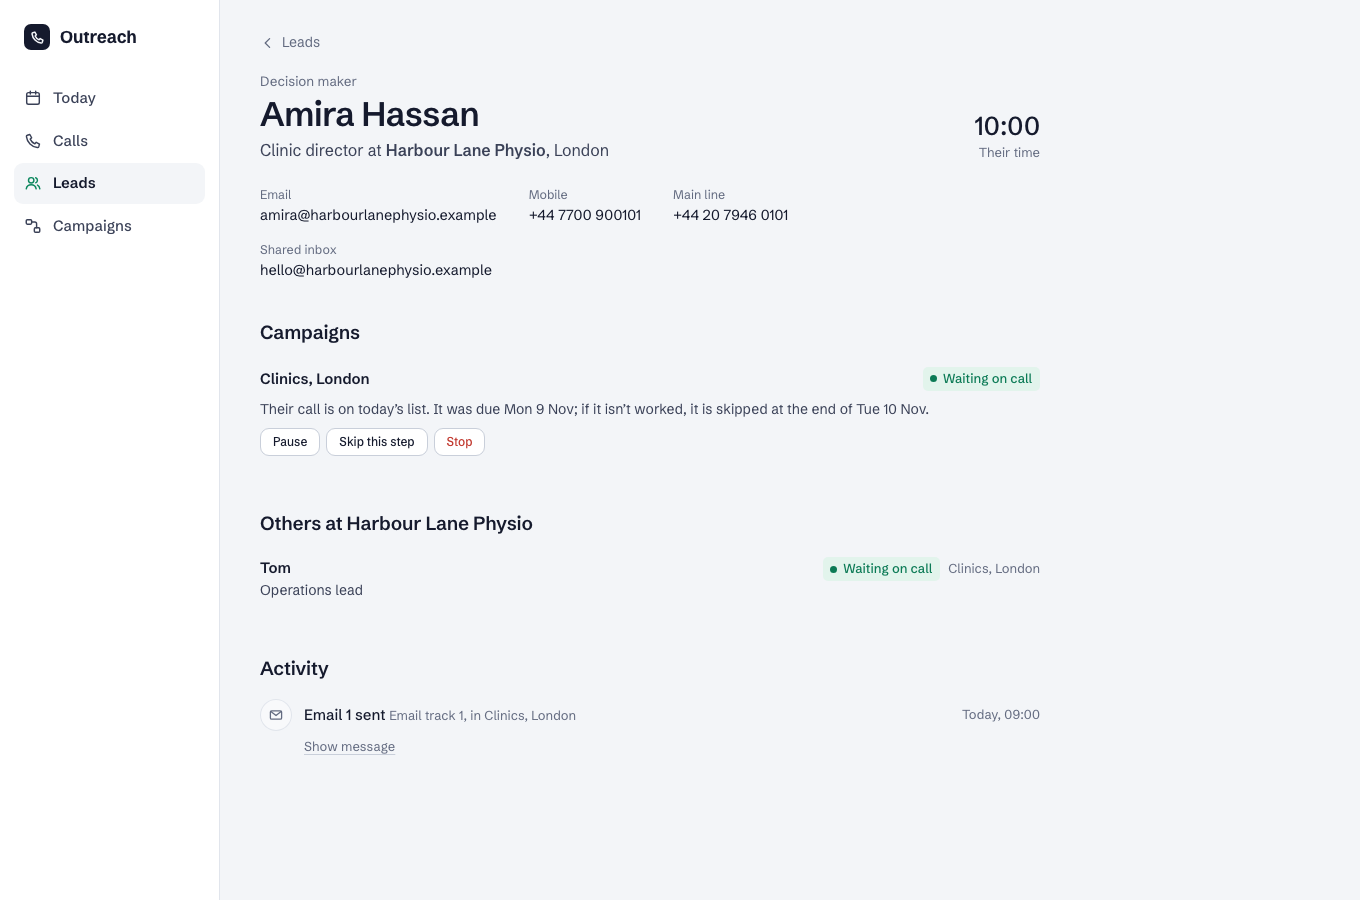 Outreach
Today
Calls
Leads
Campaigns
Leads
Decision maker
Amira Hassan
Clinic director at Harbour Lane Physio, London
10:00
Their time
Email
amira@harbourlanephysio.example
Mobile
+44 7700 900101
Main line
+44 20 7946 0101
Shared inbox
hello@harbourlanephysio.example
Campaigns
Clinics, London
Waiting on call
Their call is on today’s list. It was due Mon 9 Nov; if it isn’t worked, it is skipped at the end of Tue 10 Nov.
Pause
Skip this step
Stop
Others at Harbour Lane Physio
Tom
Waiting on call
Clinics, London
Operations lead
Activity
Email 1 sent Email track 1, in Clinics, London
Today, 09:00
Show message